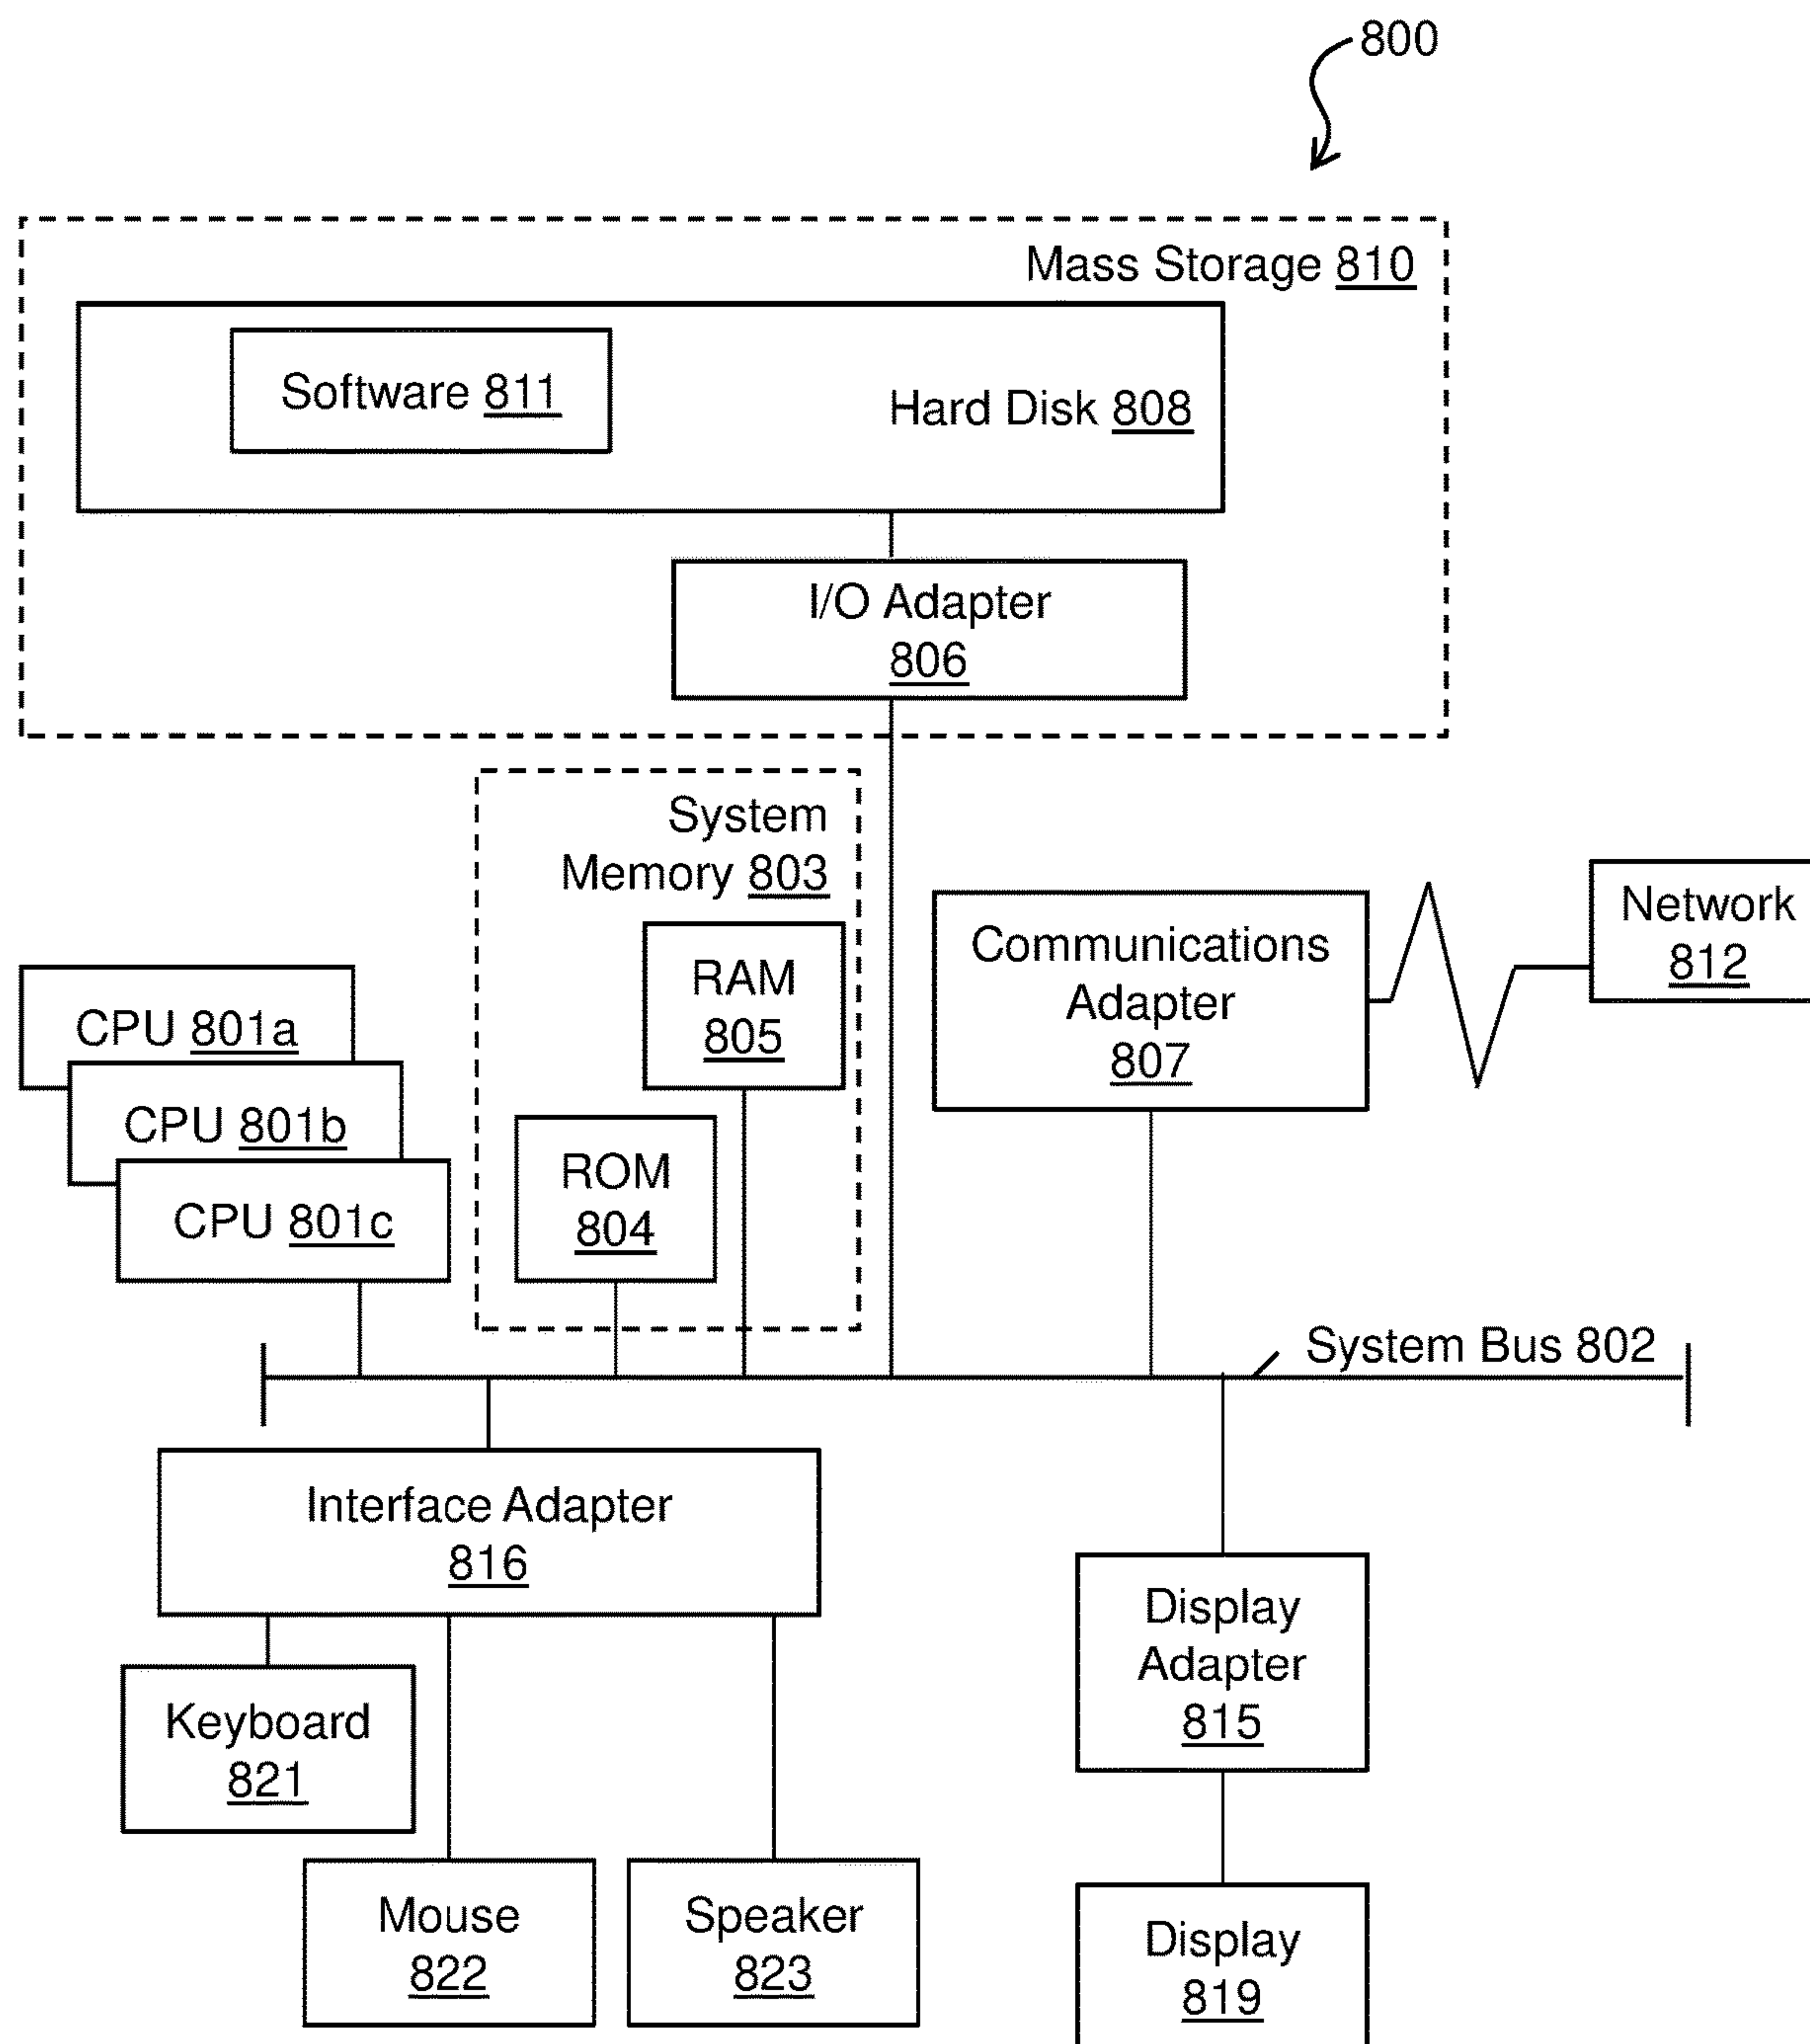 800
Mass Storage 810
Software 811
Hard Disk 808
I/O Adapter
806
System
Memory 803
RAM
805
ROM
804
CPU 801a
CPU 801b
CPU 801c
Communications
Adapter
807
Network
812
System Bus 802
Interface Adapter
816
Keyboard
821
Mouse
822
Speaker
823
Display
Adapter
815
Display
819